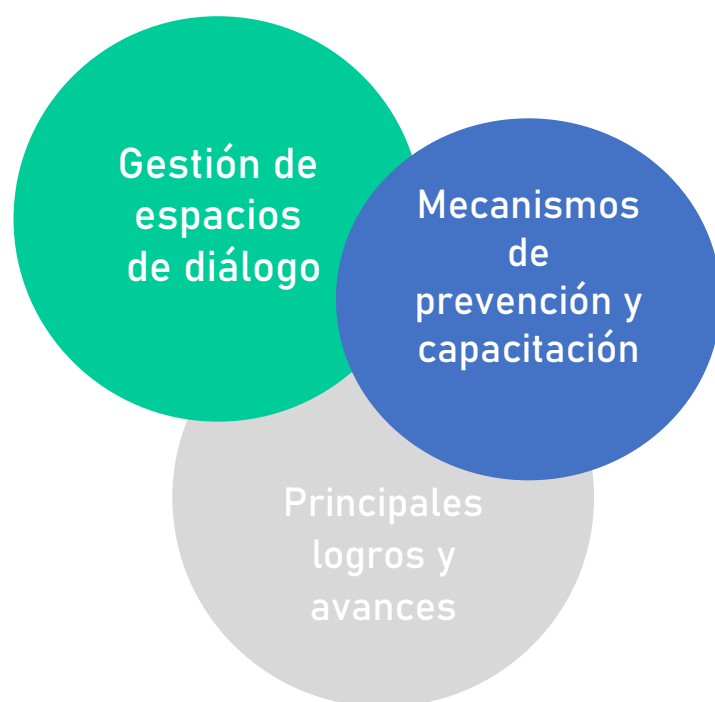 Gestión de
espacios
de diálogo
Mecanismos
de
prevención y
capacitación
Principales
logros y
avances